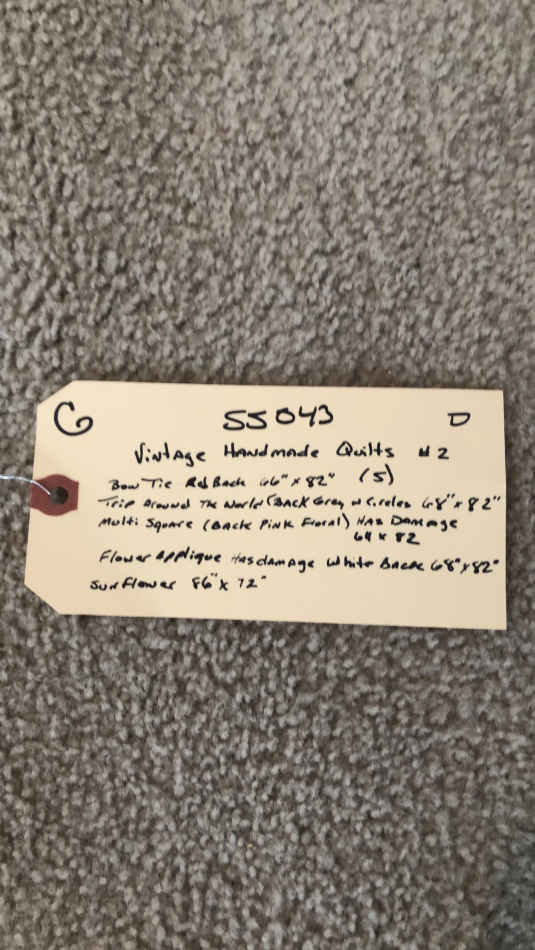 G SS043 D
Vintage Handmade Quilts #2
(5)
Bow Tie Red Back 66" x 82"
Trip Around The World (BACK Grey w Circles 68" x 82"
Multi Square (Back Pink Floral) Has Damage
64 x 82
Flower Applique Has damage White Back 68" x 82"
Sunflower 86" x 72"